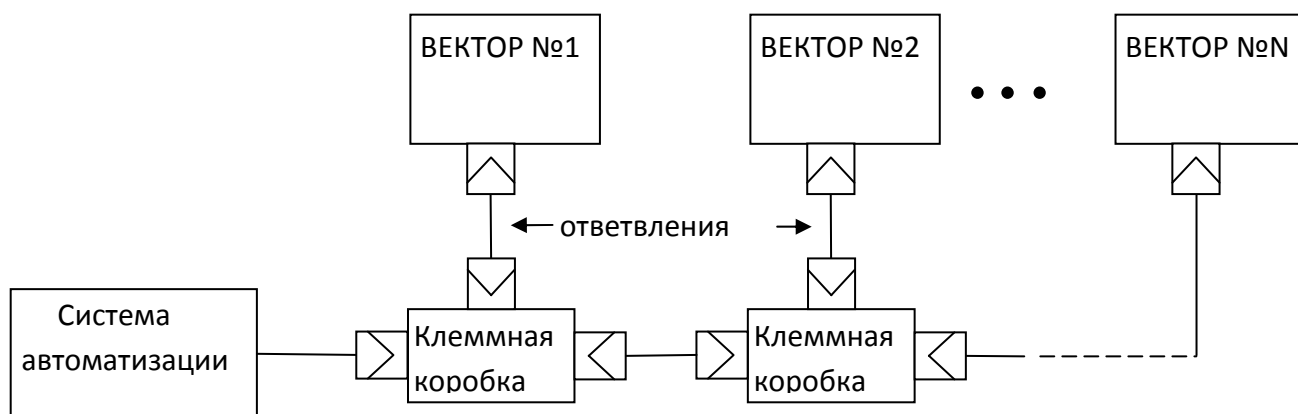 ВЕКТОР №1
ВЕКТОР №2
ВЕКТОР №N
ответвления
Система
автоматизации
Клеммная
коробка
Клеммная
коробка